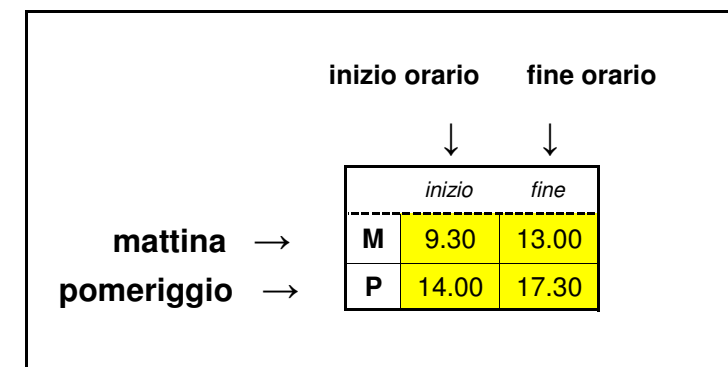 inizio orario fine orario
↓ ↓
inizio fine
mattina → M 9.30 13.00
pomeriggio → P 14.00 17.30